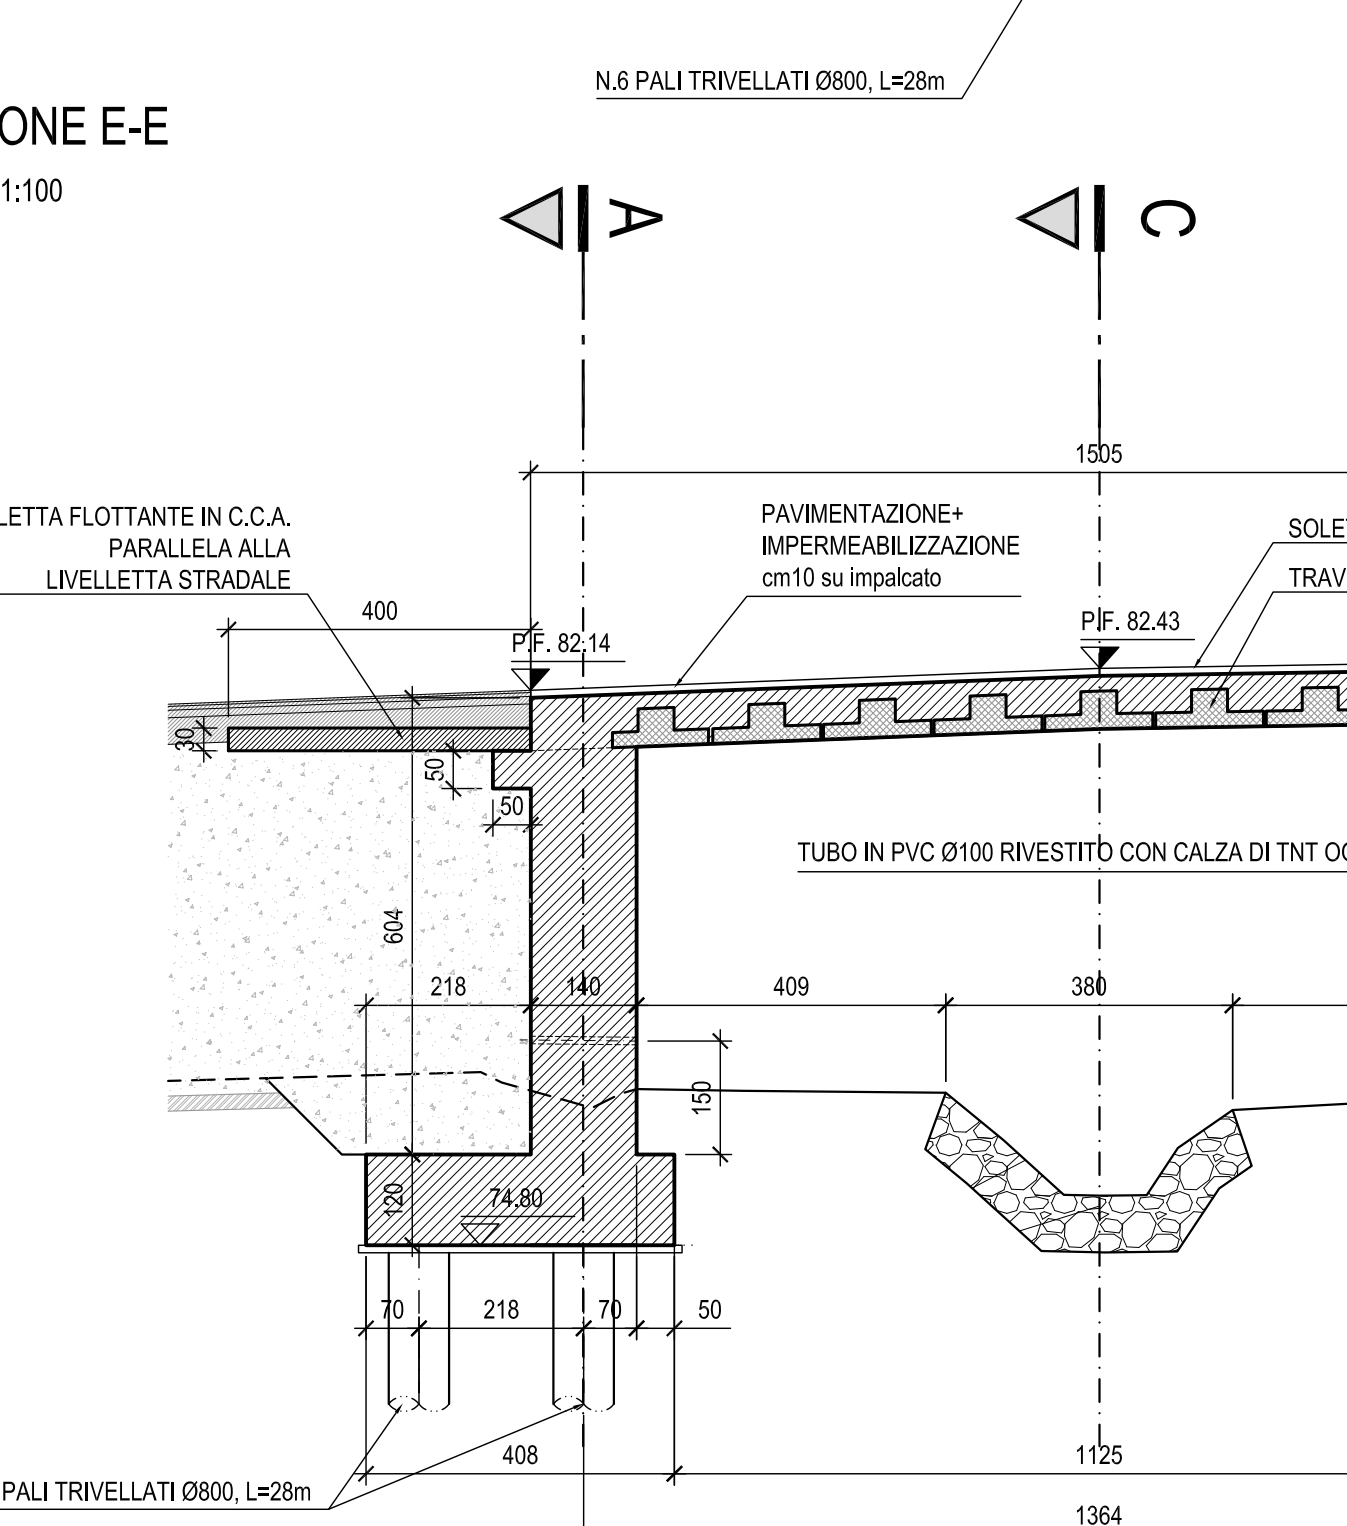 N.6 PALI TRIVELLATI Ø800, L=28m
ONE E-E
1:100
A
C
1505
LETTA FLOTTANTE IN C.C.A.
PARALLELA ALLA
LIVELLETTA STRADALE
PAVIMENTAZIONE+
IMPERMEABILIZZAZIONE
cm10 su impalcato
SOLET
TRAV
400
P.F. 82.14
P.F. 82.43
30
50
50
TUBO IN PVC Ø100 RIVESTITO CON CALZA DI TNT OC
604
218
140
409
380
150
120
74.80
70
218
70
50
408
1125
PALI TRIVELLATI Ø800, L=28m
1364